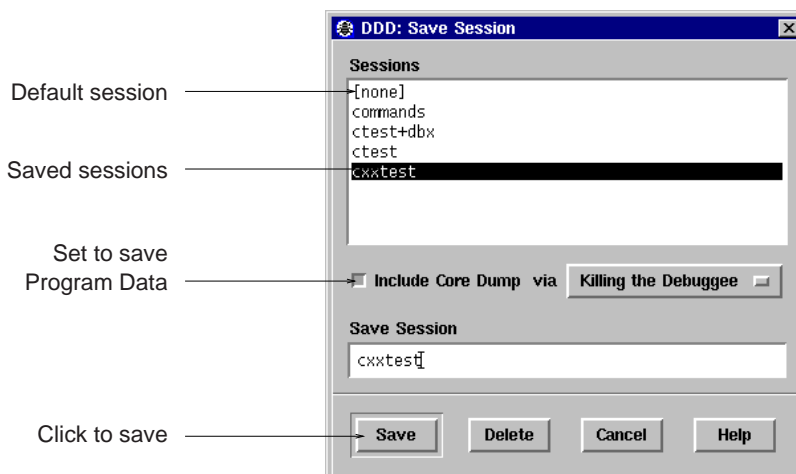 DDD: Save Session
Sessions
Default session
[none]
commands
ctest+dbx
ctest
Saved sessions
cxxtest
Set to save
Program Data
Include Core Dump via Killing the Debuggee
Save Session
cxxtest
Click to save
Save Delete Cancel Help